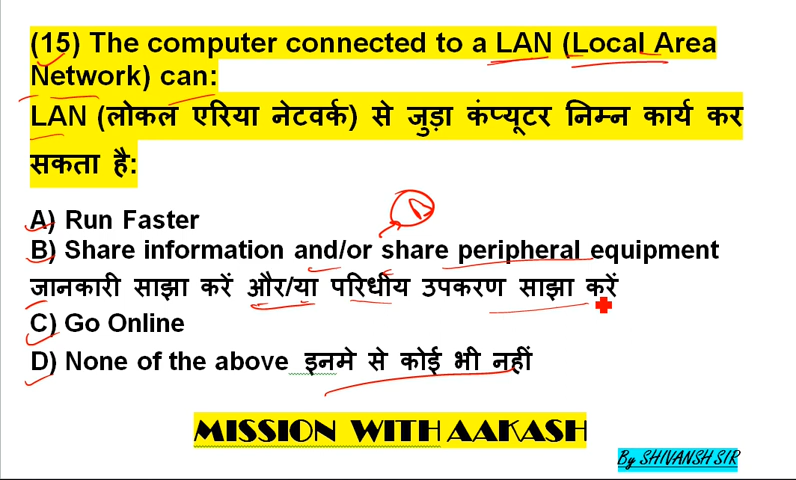 (15) The computer connected to a LAN (Local Area
Network) can:
LAN (लोकल एरिया नेटवर्क) से जुड़ा कंप्यूटर निम्न कार्य कर
सकता है:
A) Run Faster
B) Share information and/or share peripheral equipment
जानकारी साझा करें और/या परिधीय उपकरण साझा करें
C) Go Online
D) None of the above इनमे से कोई भी नहीं
MISSION WITH AAKASH
By SHIVANSH SIR